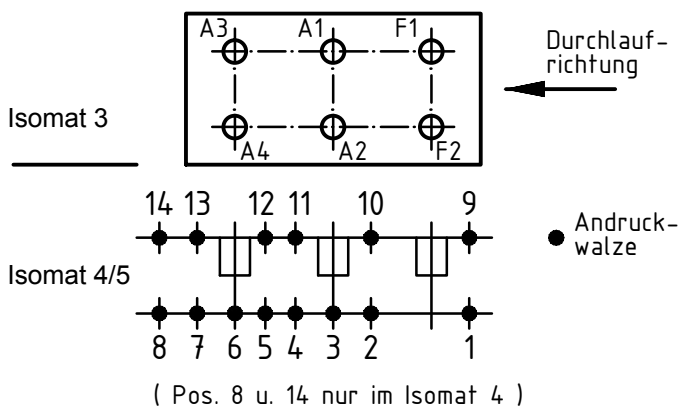 A3 A1 F1
Durchlauf-
richtung
Isomat 3
A4 A2 F2
14 13 12 11 10 9
Andruck-
walze
Isomat 4/5
8 7 6 5 4 3 2 1
( Pos. 8 u. 14 nur im Isomat 4 )